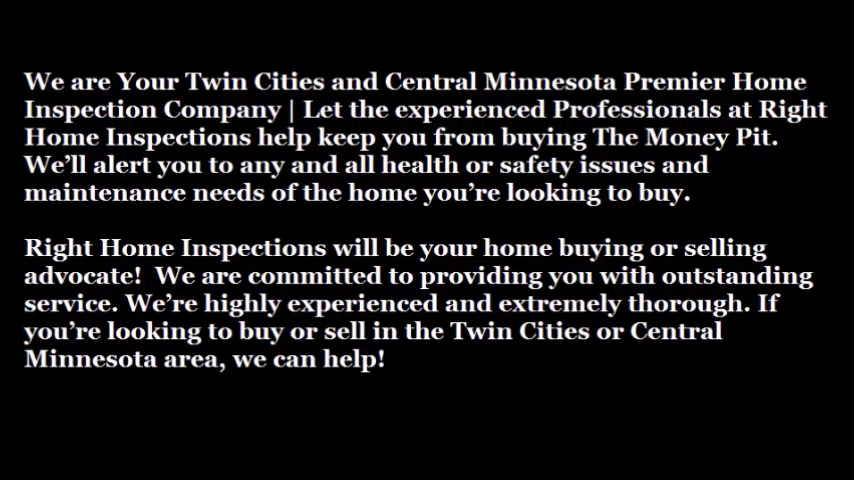 We are Your Twin Cities and Central Minnesota Premier Home
Inspection Company | Let the experienced Professionals at Right
Home Inspections help keep you from buying The Money Pit.
We’ll alert you to any and all health or safety issues and
maintenance needs of the home you’re looking to buy.
Right Home Inspections will be your home buying or selling
advocate!  We are committed to providing you with outstanding
service. We’re highly experienced and extremely thorough. If
you’re looking to buy or sell in the Twin Cities or Central
Minnesota area, we can help!